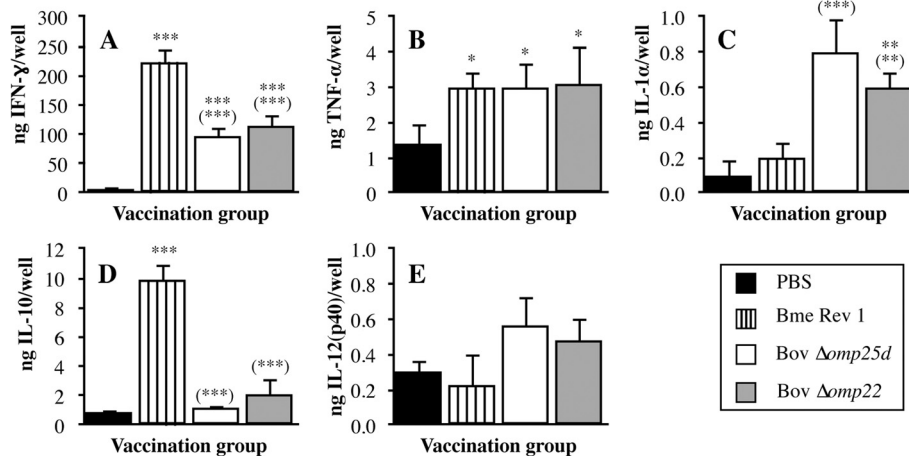 A
ng IFN-γ/well
300
250
200
150
100
50
0
***
***
(***)
***
(***)
Vaccination group
B
ng TNF-α/well
5
4
3
2
1
0
*
*
*
Vaccination group
C
ng IL-1α/well
1.0
0.8
0.6
0.4
0.2
0.0
(***)
**
(**)
Vaccination group
D
ng IL-10/well
12
10
8
6
4
2
0
***
(***)
(***)
Vaccination group
E
ng IL-12(p40)/well
1.0
0.8
0.6
0.4
0.2
0.0
Vaccination group
PBS
Bme Rev 1
Bov Δomp25d
Bov Δomp22